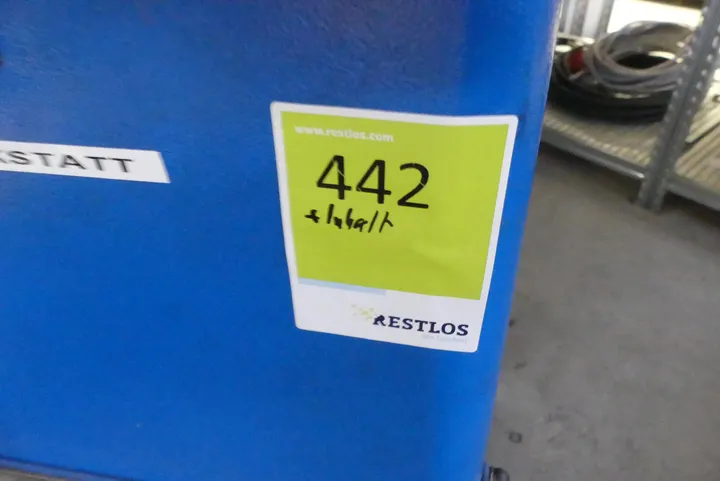 KSTATT
www.restlos.com
442
+ Inhalt
RESTLOS